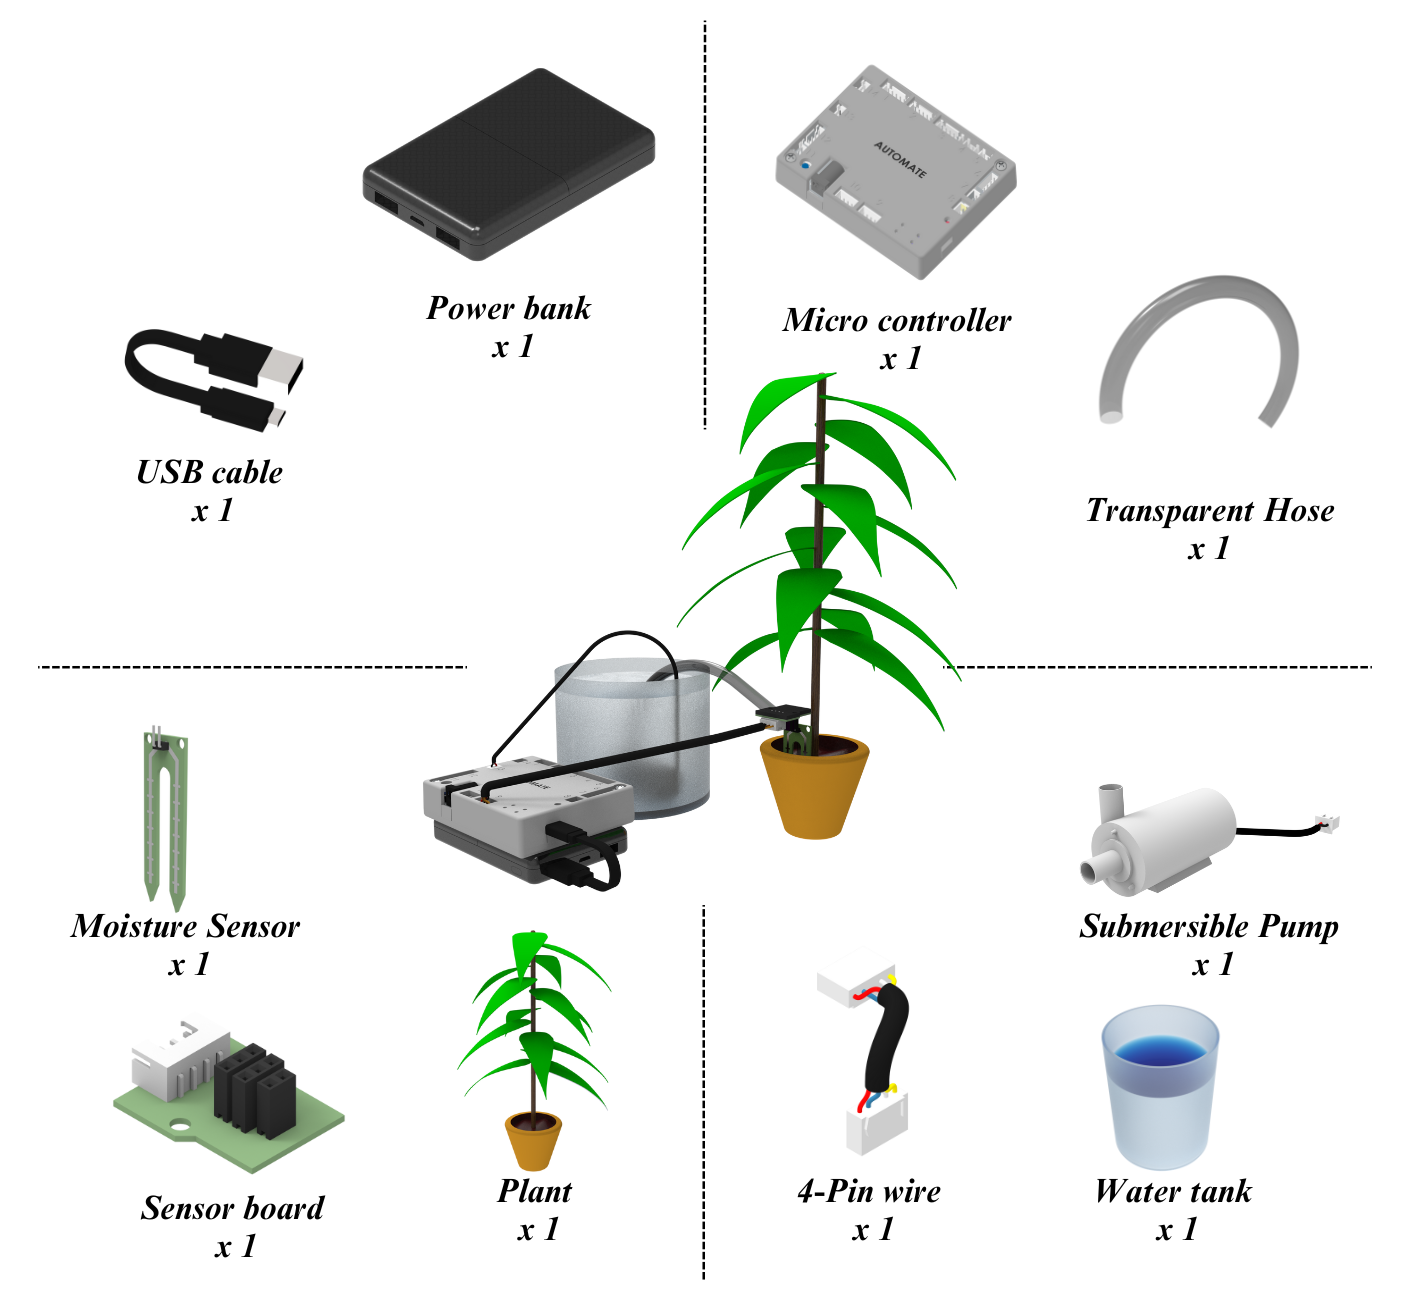 AUTOMATE
Power bank
x 1
Micro controller
x 1
USB cable
x 1
Transparent Hose
x 1
Moisture Sensor
x 1
Submersible Pump
x 1
Sensor board
x 1
Plant
x 1
4-Pin wire
x 1
Water tank
x 1